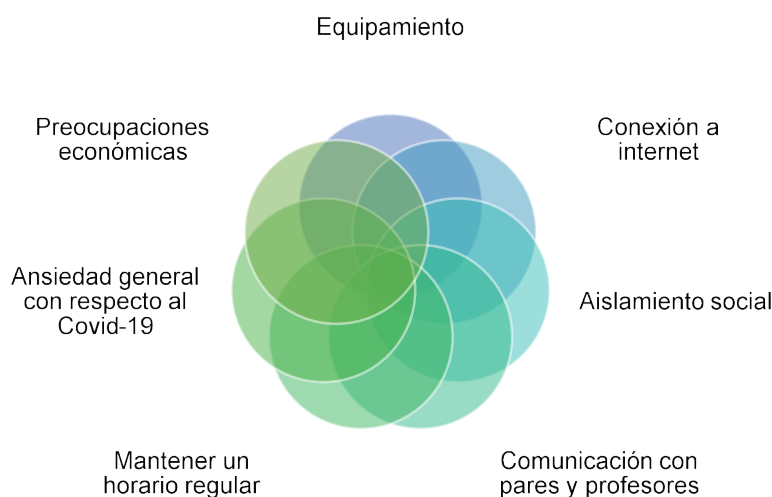 Equipamiento
Preocupaciones
económicas
Conexión a
internet
Ansiedad general
con respecto al
Covid-19
Aislamiento social
Mantener un
horario regular
Comunicación con
pares y profesores